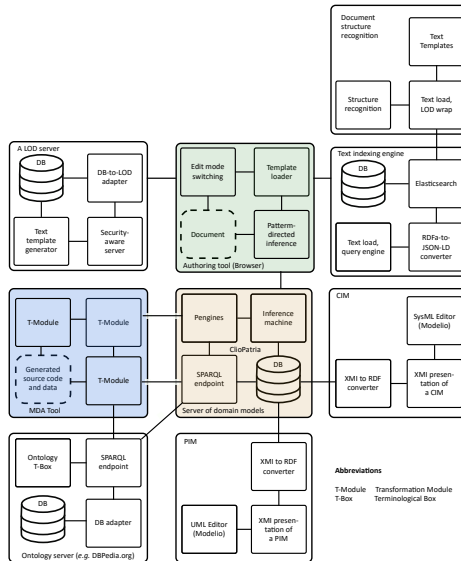 Document
structure recognition
Text
Templates
Structure
recognition
Text load,
LOD wrap
A LOD server
DB
DB-to-LOD
adapter
Text
template
generator
Security-
aware
server
Edit mode
switching
Template
loader
Document
Pattern-
directed
inference
Authoring tool (Browser)
Text indexing engine
DB
Elasticsearch
Text load,
query engine
RDFa-to-
JSON-LD
converter
T-Module
T-Module
Generated
source code
and data
T-Module
MDA Tool
Pengines
Inference
machine
ClioPatria
SPARQL
endpoint
DB
Server of domain models
CIM
SysML Editor
(Modelio)
XMI to RDF
converter
XMI presen-
tation of
a CIM
Ontology
T-Box
SPARQL
endpoint
DB
DB adapter
Ontology server (e.g. DBPedia.org)
PIM
XMI to RDF
converter
UML Editor
(Modelio)
XMI presen-
tation of
a PIM
Abbreviations
T-Module Transformation Module
T-Box Terminological Box